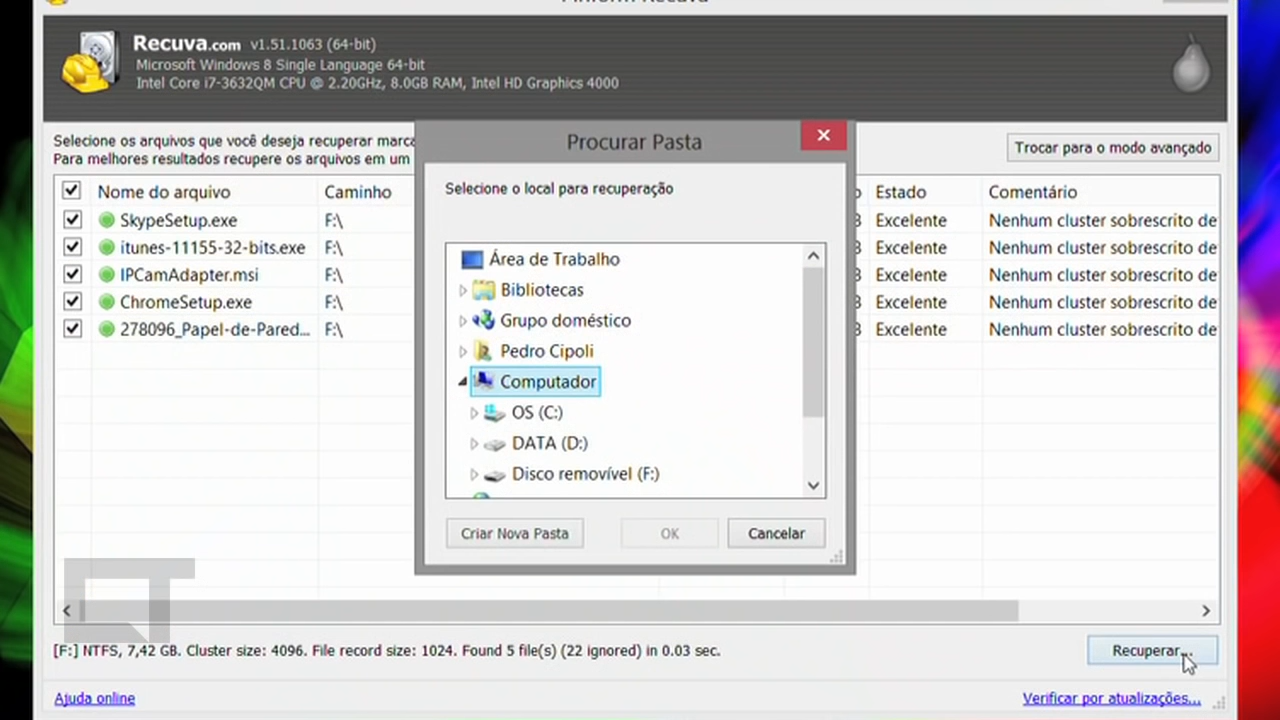 Recuva.com v1.51.1063 (64-bit)
Microsoft Windows 8 Single Language 64-bit
Intel Core i7-3632QM CPU @ 2.20GHz, 8.0GB RAM, Intel HD Graphics 4000
Selecione os arquivos que você deseja recuperar
Para melhores resultados recupere os arquivos em um
Trocar para o modo avançado
Nome do arquivo Caminho Estado Comentário
SkypeSetup.exe F:\ Excelente Nenhum cluster sobrescrito de
itunes-11155-32-bits.exe F:\ Excelente Nenhum cluster sobrescrito de
IPCamAdapter.msi F:\ Excelente Nenhum cluster sobrescrito de
ChromeSetup.exe F:\ Excelente Nenhum cluster sobrescrito de
278096_Papel-de-Pared... F:\ Excelente Nenhum cluster sobrescrito de
Procurar Pasta
Selecione o local para recuperação
Área de Trabalho
Bibliotecas
Grupo doméstico
Pedro Cipoli
Computador
OS (C:)
DATA (D:)
Disco removível (F:)
Criar Nova Pasta OK Cancelar
[F:] NTFS, 7,42 GB. Cluster size: 4096. File record size: 1024. Found 5 file(s) (22 ignored) in 0.03 sec.
Recuperar...
Ajuda online
Verificar por atualizações...